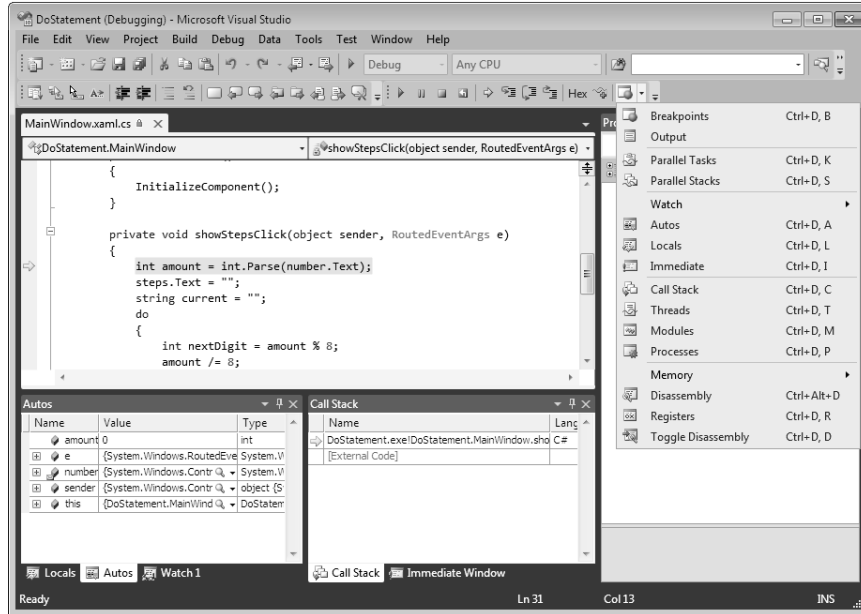 DoStatement (Debugging) - Microsoft Visual Studio
File Edit View Project Build Debug Data Tools Test Window Help
Debug Any CPU
Hex
MainWindow.xaml.cs
DoStatement.MainWindow showStepsClick(object sender, RoutedEventArgs e)
{
InitializeComponent();
}
private void showStepsClick(object sender, RoutedEventArgs e)
{
int amount = int.Parse(number.Text);
steps.Text = "";
string current = "";
do
{
int nextDigit = amount % 8;
amount /= 8;
Breakpoints Ctrl+D, B
Output
Parallel Tasks Ctrl+D, K
Parallel Stacks Ctrl+D, S
Watch
Autos Ctrl+D, A
Locals Ctrl+D, L
Immediate Ctrl+D, I
Call Stack Ctrl+D, C
Threads Ctrl+D, T
Modules Ctrl+D, M
Processes Ctrl+D, P
Memory
Disassembly Ctrl+Alt+D
Registers Ctrl+D, R
Toggle Disassembly Ctrl+D, D
Autos
Name Value Type
amount 0 int
e {System.Windows.RoutedEve System.W
number {System.Windows.Contr System.W
sender {System.Windows.Contr object {S
this {DoStatement.MainWind DoStatem
Locals Autos Watch 1
Call Stack
Name Lang
DoStatement.exe!DoStatement.MainWindow.sho C#
[External Code]
Call Stack Immediate Window
Ready Ln 31 Col 13 INS